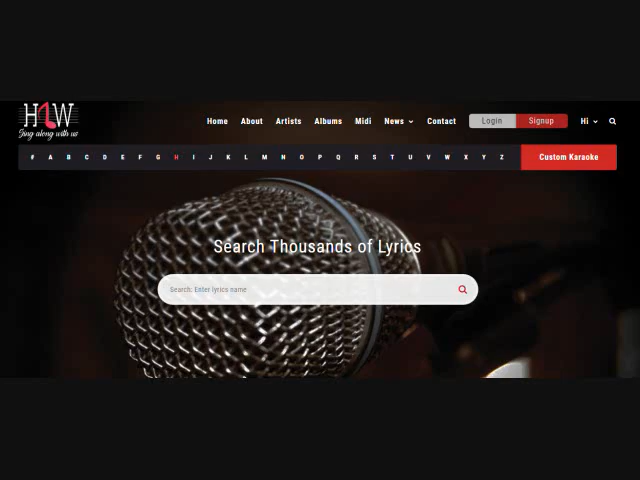 HLW
Sing along with us
Home About Artists Albums Midi News Contact Login Signup Hi
# A B C D E F G H I J K L M N O P Q R S T U V W X Y Z Custom Karaoke
Search Thousands of Lyrics
Search: Enter lyrics name